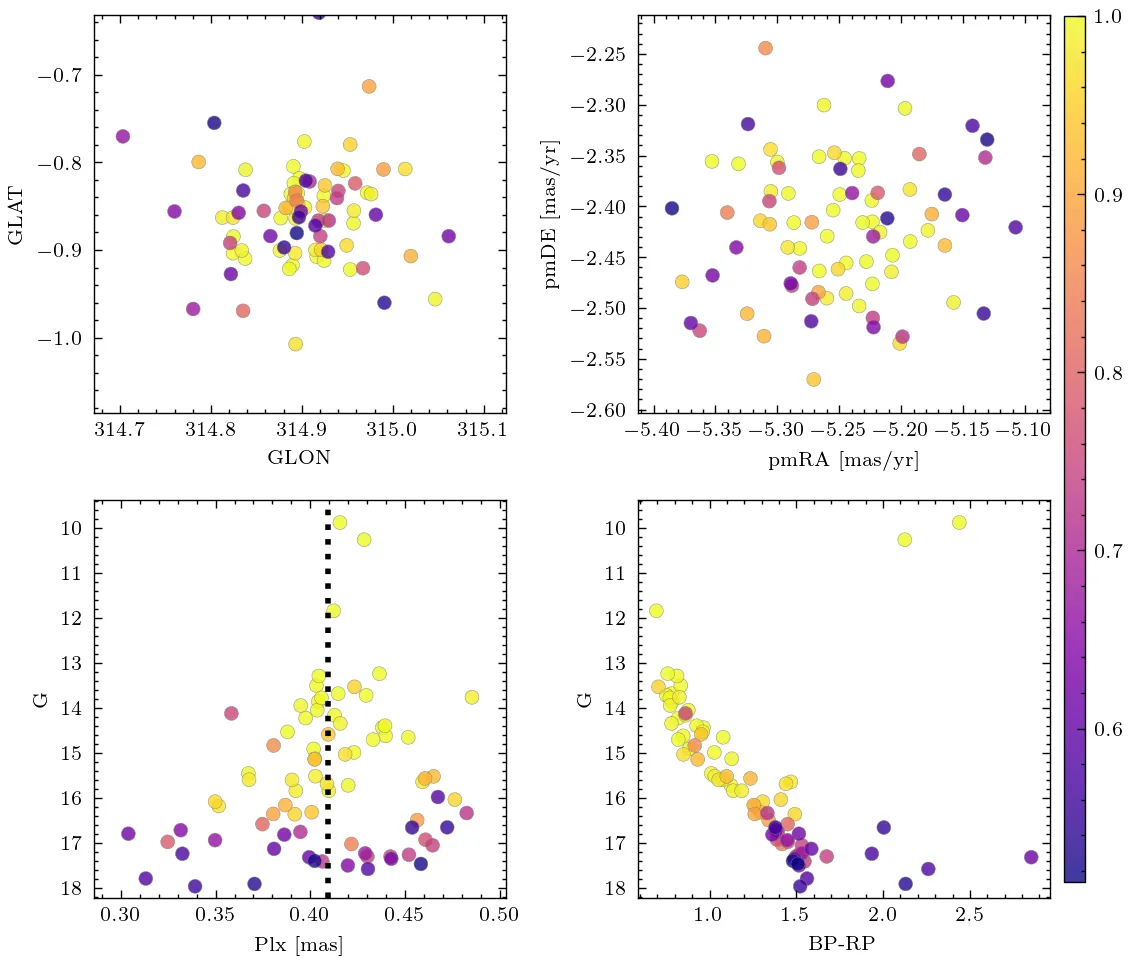 GLAT
−0.7
−0.8
−0.9
−1.0
314.7 314.8 314.9 315.0 315.1
GLON
pmDE [mas/yr]
−2.25
−2.30
−2.35
−2.40
−2.45
−2.50
−2.55
−2.60
−5.40 −5.35 −5.30 −5.25 −5.20 −5.15 −5.10
pmRA [mas/yr]
1.0
0.9
0.8
0.7
0.6
G
10
11
12
13
14
15
16
17
18
0.30 0.35 0.40 0.45 0.50
Plx [mas]
G
10
11
12
13
14
15
16
17
18
1.0 1.5 2.0 2.5
BP-RP